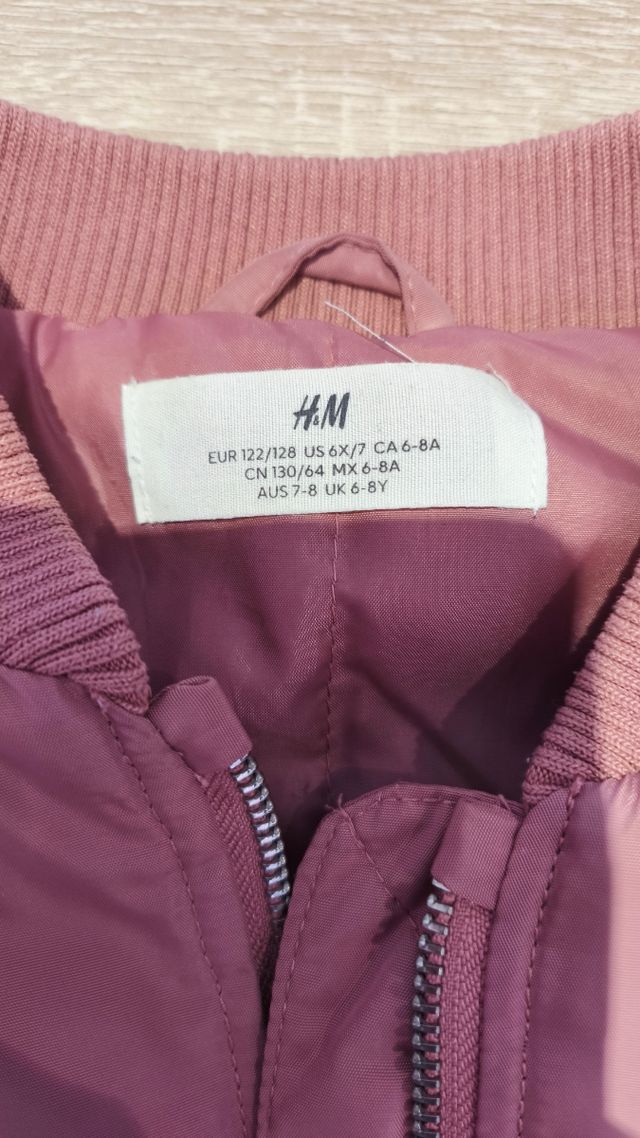 H&M
EUR 122/128 US 6X/7 CA 6-8A
CN 130/64 MX 6-8A
AUS 7-8 UK 6-8Y